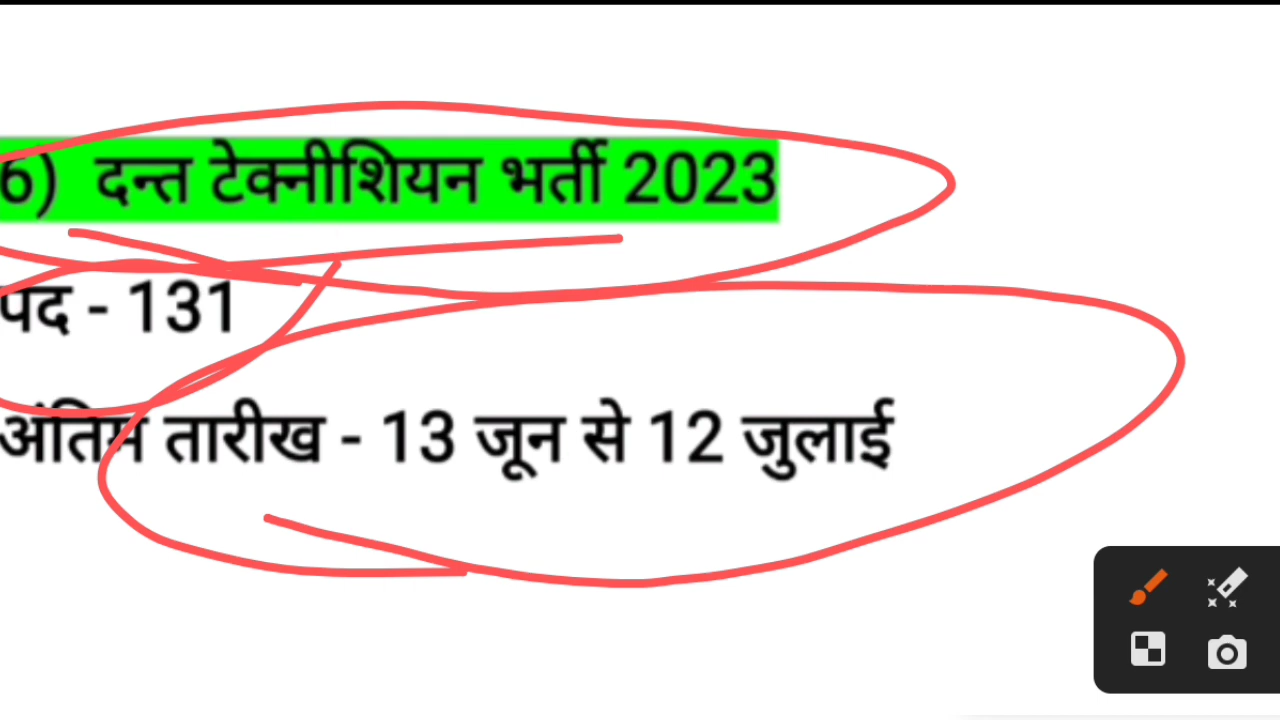 6) दन्त टेक्नीशियन भर्ती 2023
पद - 131
अंतिम तारीख - 13 जून से 12 जुलाई